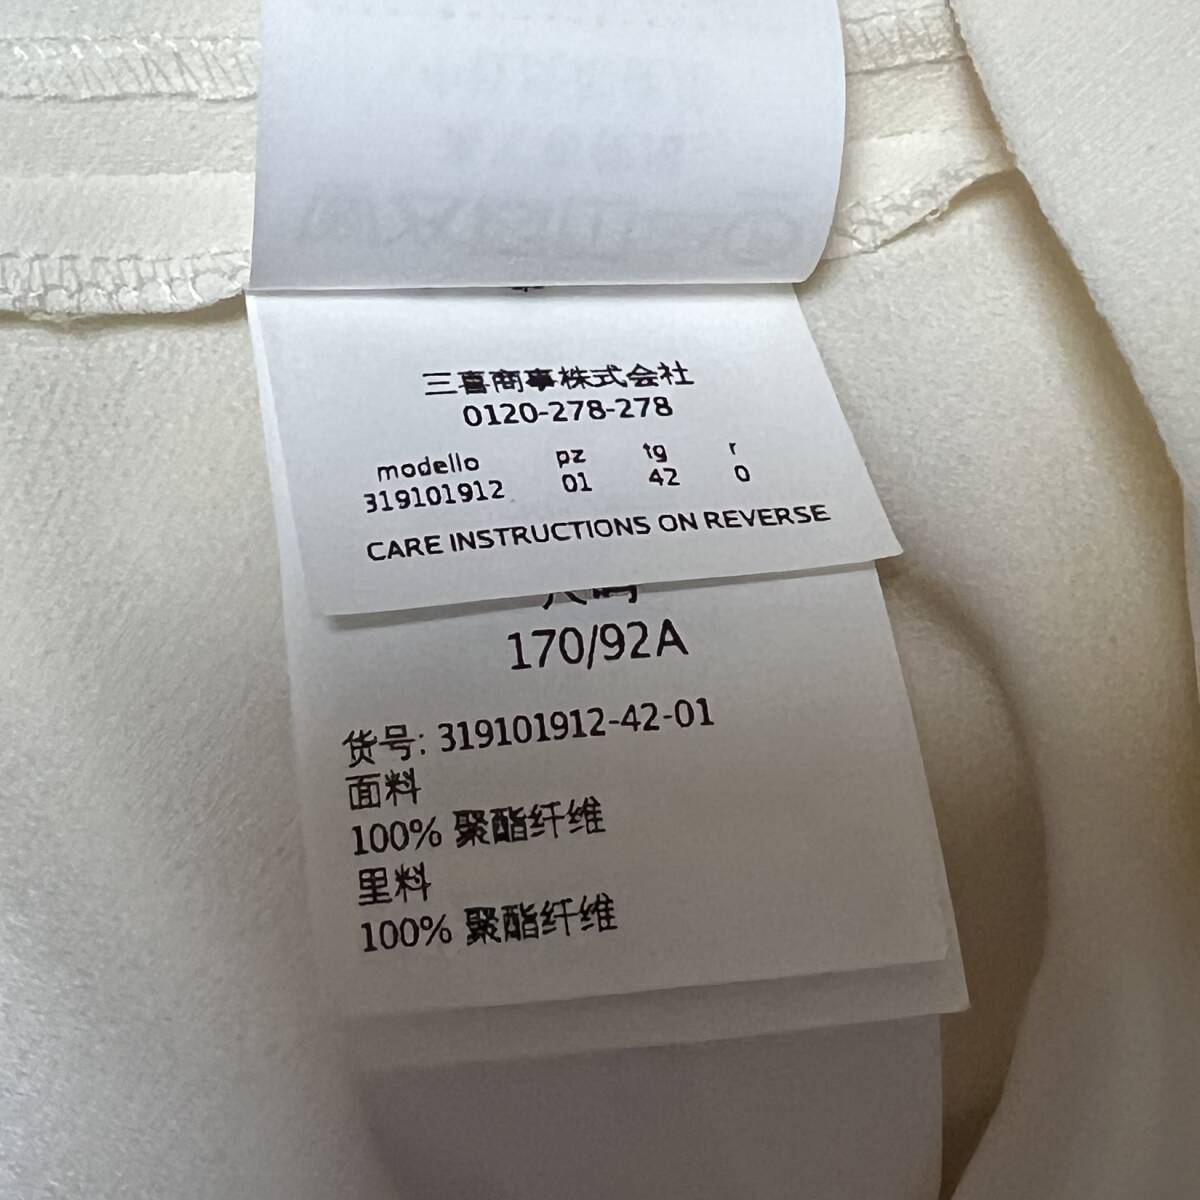 三喜商事株式会社
0120-278-278
modello pz tg r
319101912 01 42 0
CARE INSTRUCTIONS ON REVERSE
尺码
170/92A
货号: 319101912-42-01
面料
100% 聚酯纤维
里料
100% 聚酯纤维